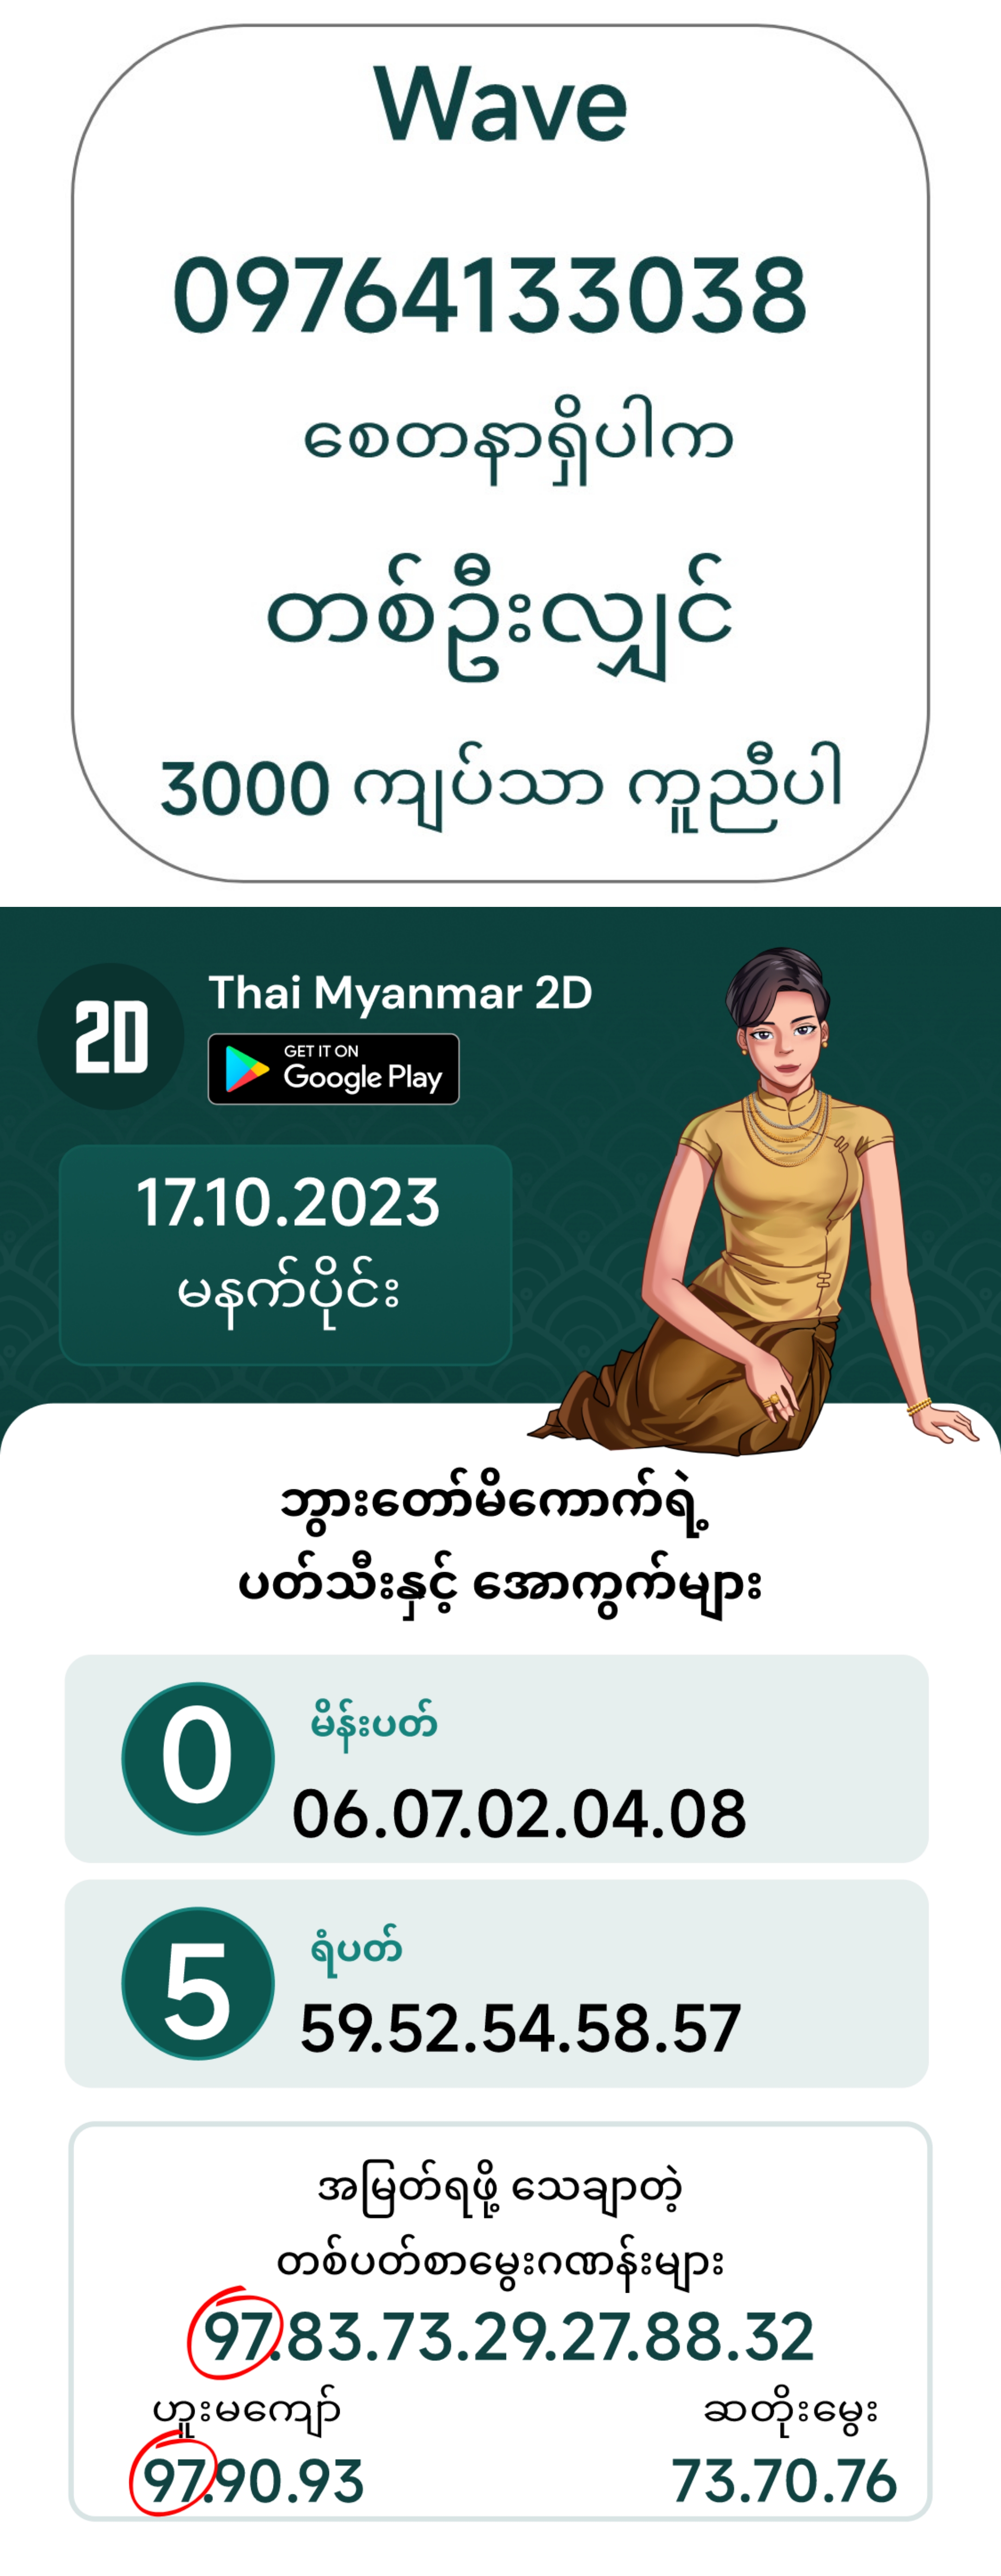 Wave
09764133038
စေတနာရှိပါက
တစ်ဦးလျှင်
3000 ကျပ်သာ ကူညီပါ
2D
Thai Myanmar 2D
GET IT ON
Google Play
17.10.2023
မနက်ပိုင်း
ဘွားတော်မိကောက်ရဲ့
ပတ်သီးနှင့် အောကွက်များ
0
မိန်းပတ်
06.07.02.04.08
5
ရံပတ်
59.52.54.58.57
အမြတ်ရဖို့ သေချာတဲ့
တစ်ပတ်စာမွေးဂဏန်းများ
97.83.73.29.27.88.32
ဟူးမကျော် ဆတိုးမွေး
97.90.93 73.70.76